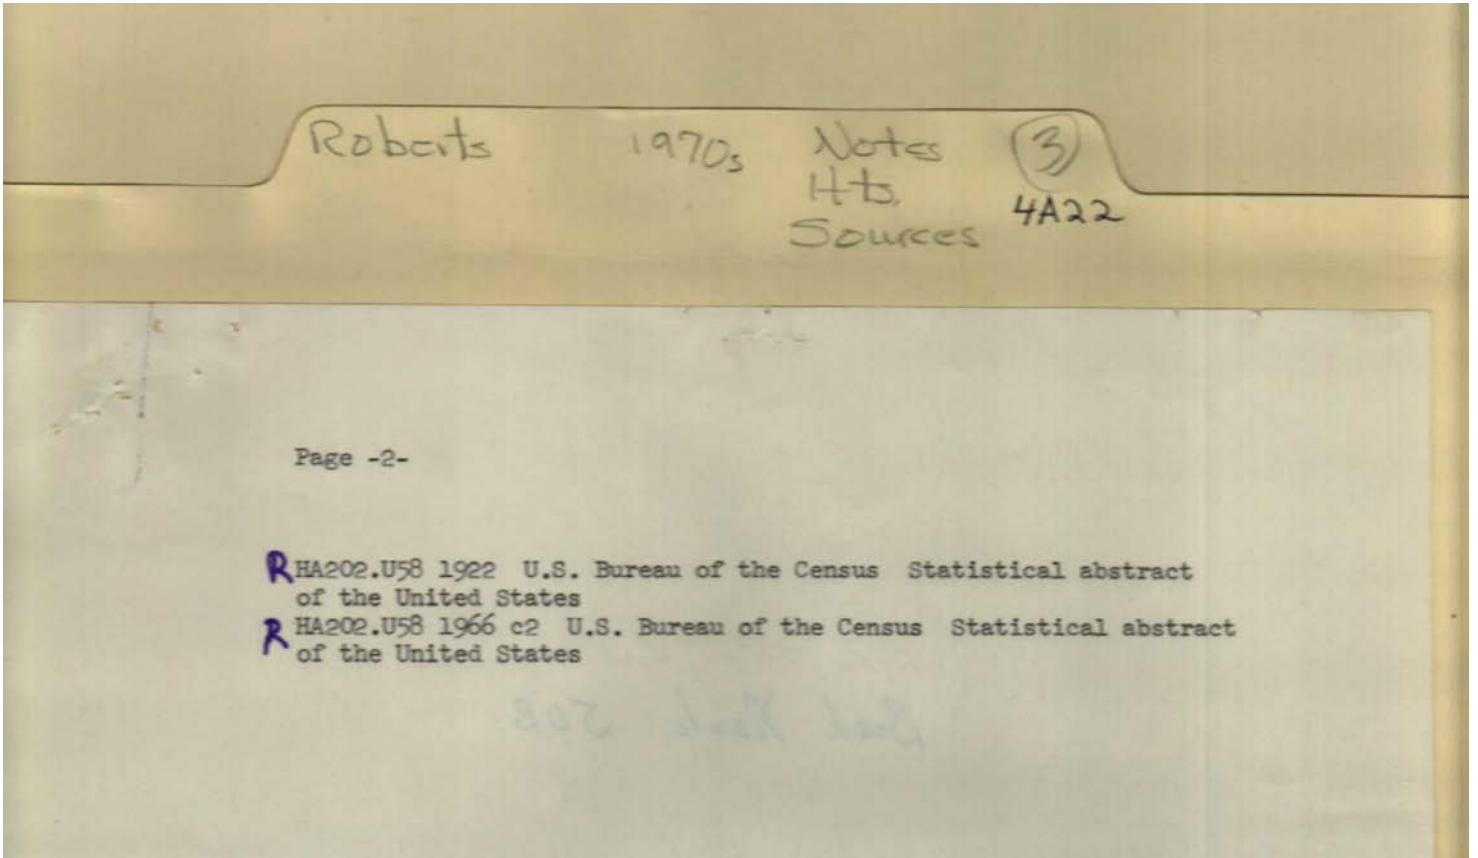 Roberts 1970s Notes 3
Hts.
Sources 4A22
Page -2-
R HA202.U58 1922 U.S. Bureau of the Census Statistical abstract
of the United States
R HA202.U58 1966 c2 U.S. Bureau of the Census Statistical abstract
of the United States